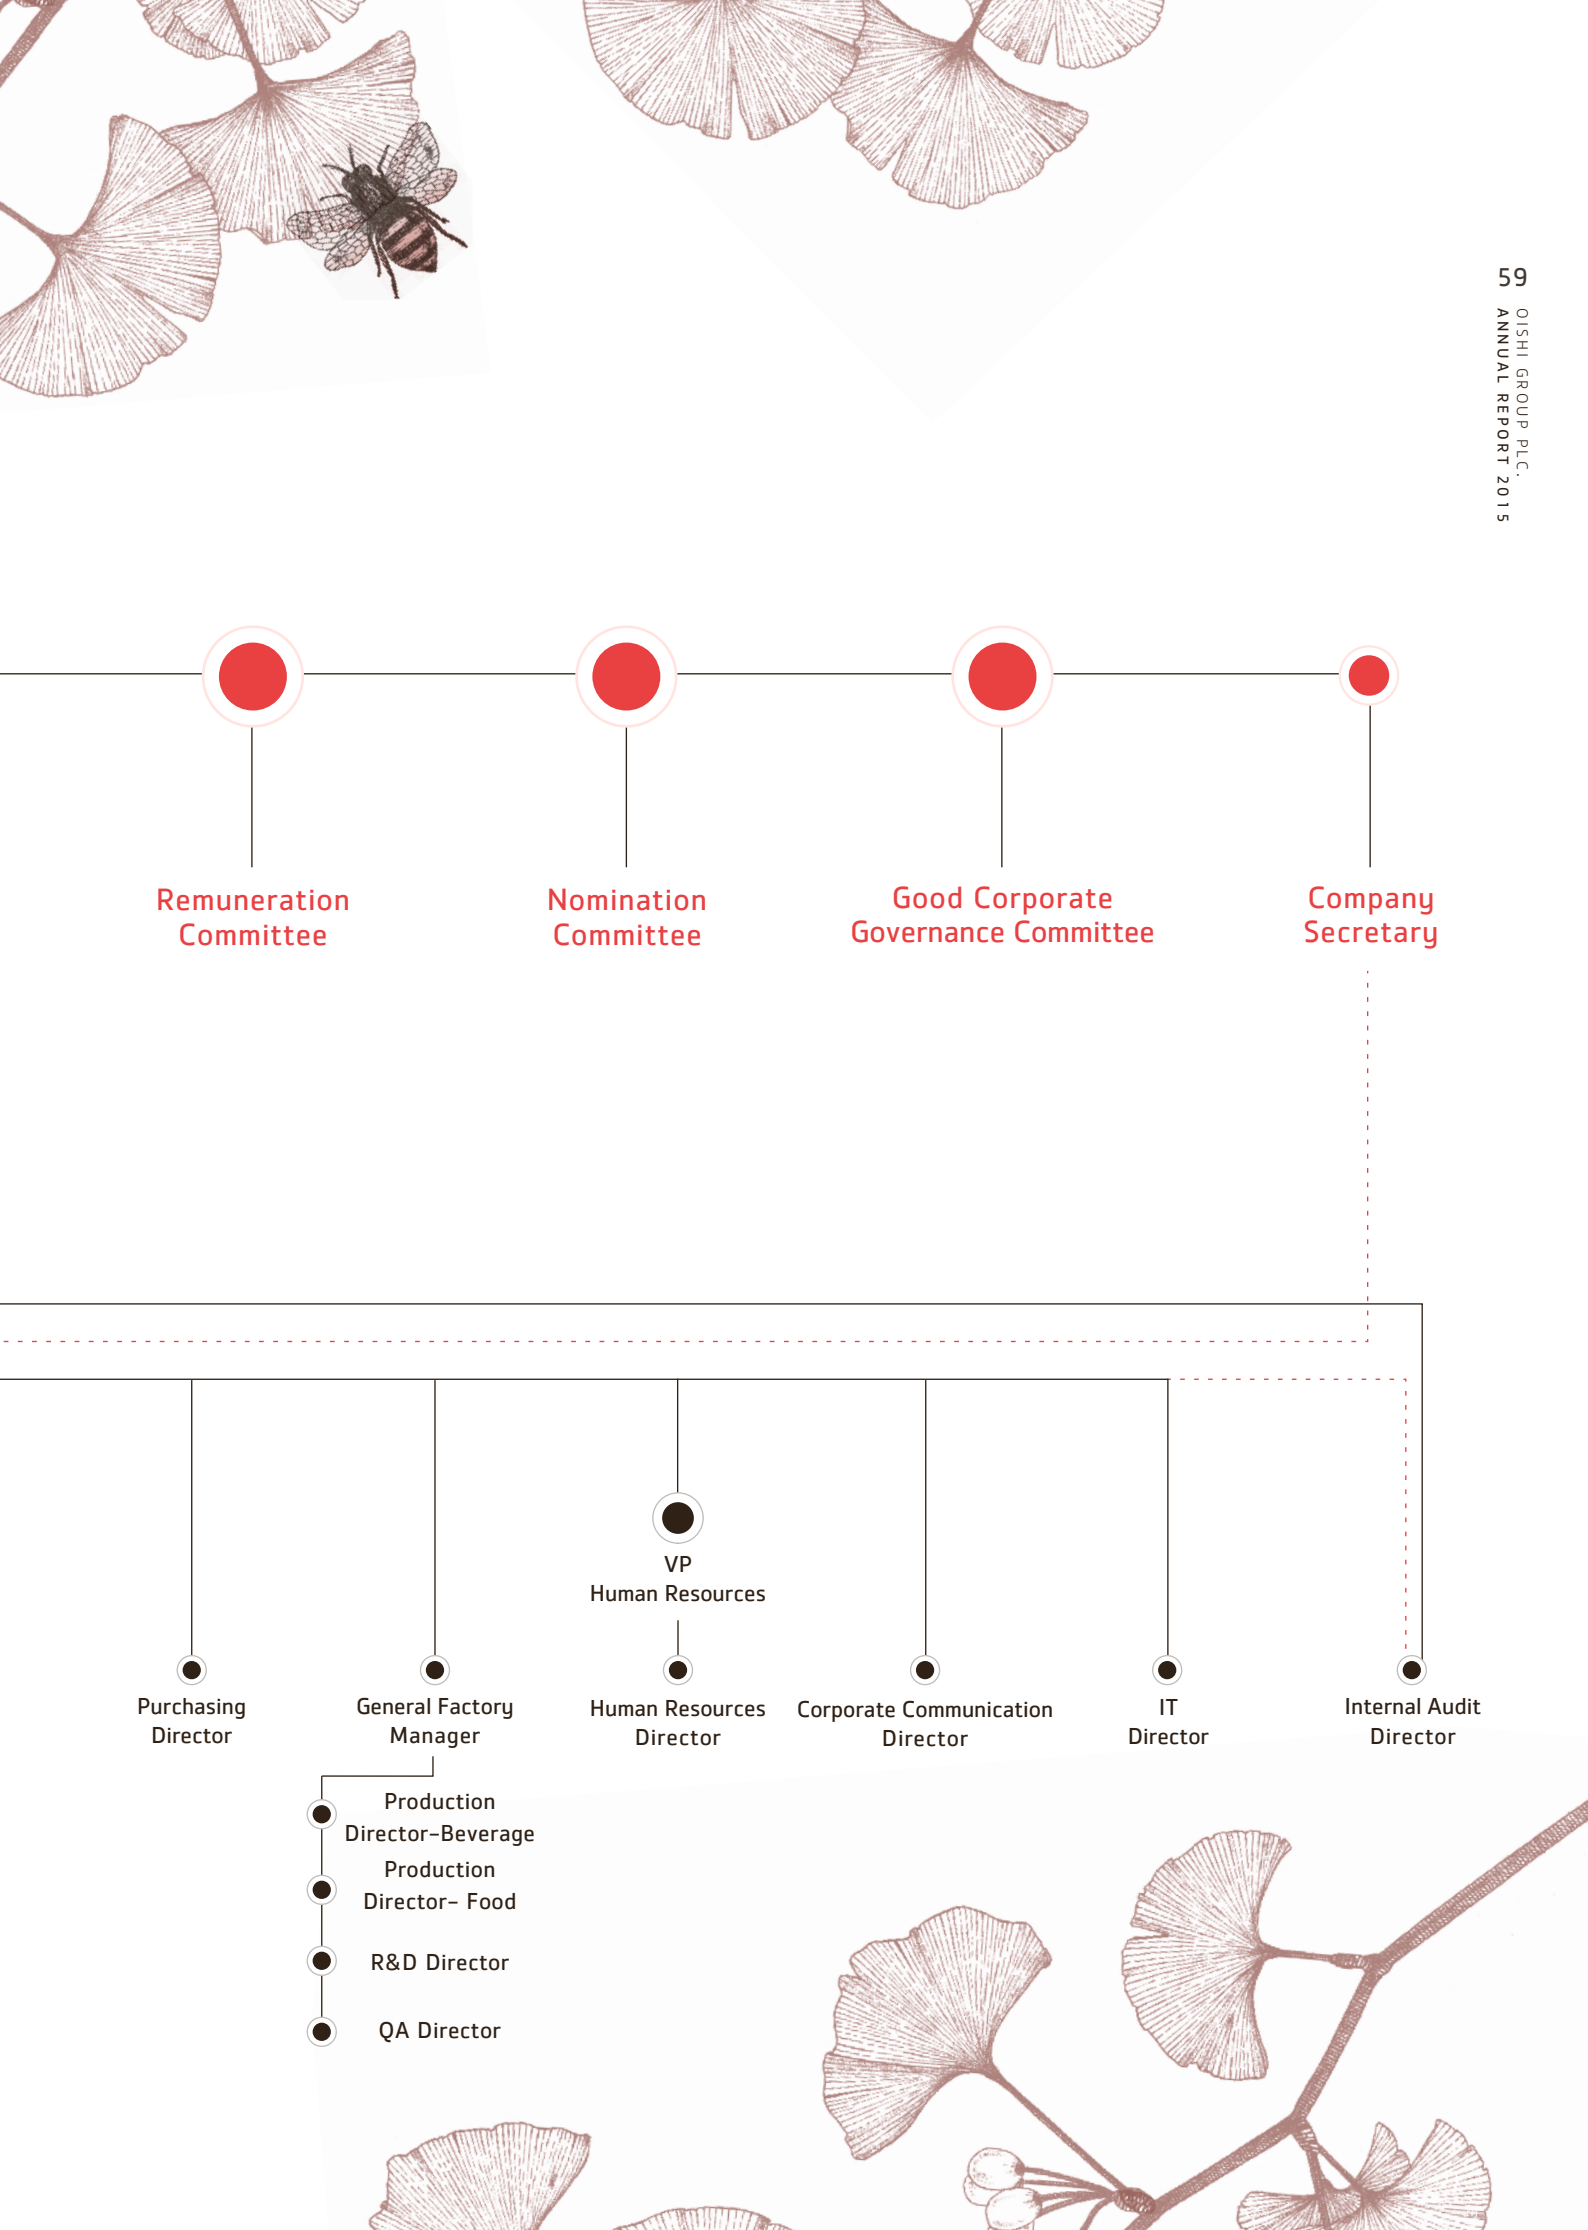 59
OISHI GROUP PLC.
ANNUAL REPORT 2015
Remuneration
Committee
Nomination
Committee
Good Corporate
Governance Committee
Company
Secretary
VP
Human Resources
Purchasing
Director
General Factory
Manager
Human Resources
Director
Corporate Communication
Director
IT
Director
Internal Audit
Director
Production
Director-Beverage
Production
Director- Food
R&D Director
QA Director